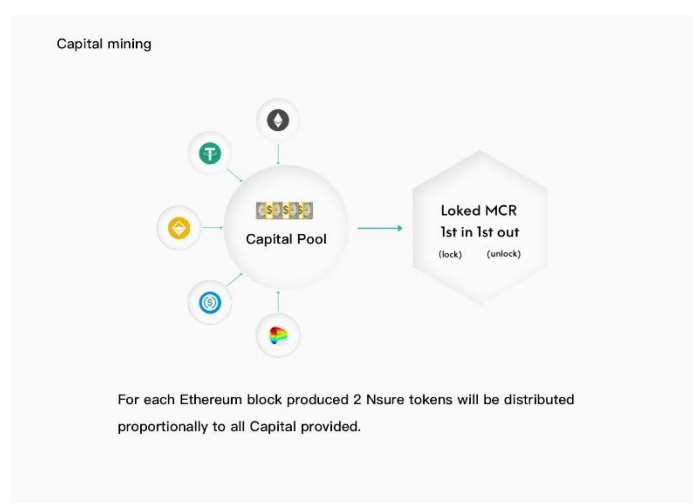 Capital mining
Capital Pool
Loked MCR
1st in 1st out
(lock) (unlock)
For each Ethereum block produced 2 Nsure tokens will be distributed
proportionally to all Capital provided.